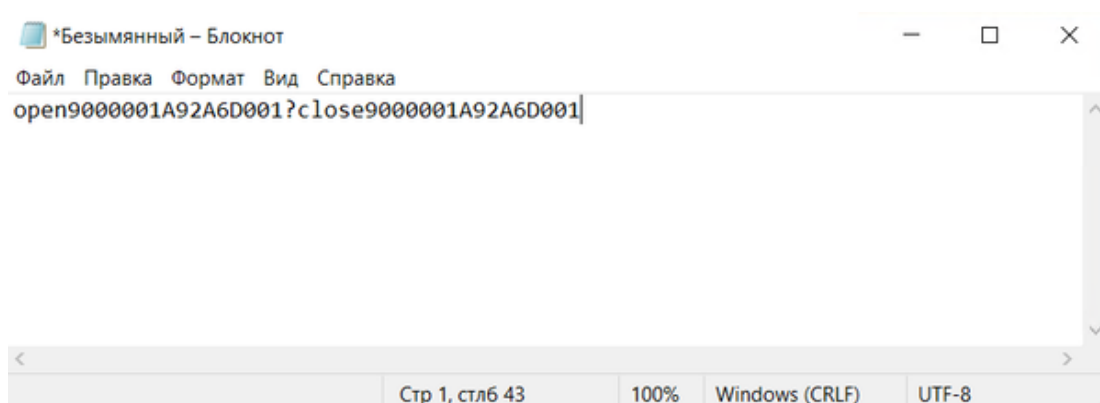 *Безымянный – Блокнот
Файл Правка Формат Вид Справка
open9000001A92A6D001?close9000001A92A6D001
Стр 1, стлб 43 100% Windows (CRLF) UTF-8